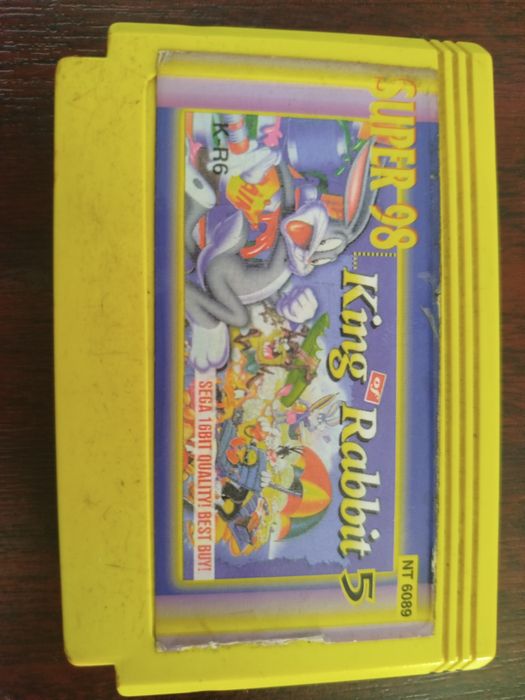 SUPER 98
K-R6
King of Rabbit 5
SEGA 16BIT QUALITY! BEST BUY!
NT 6089